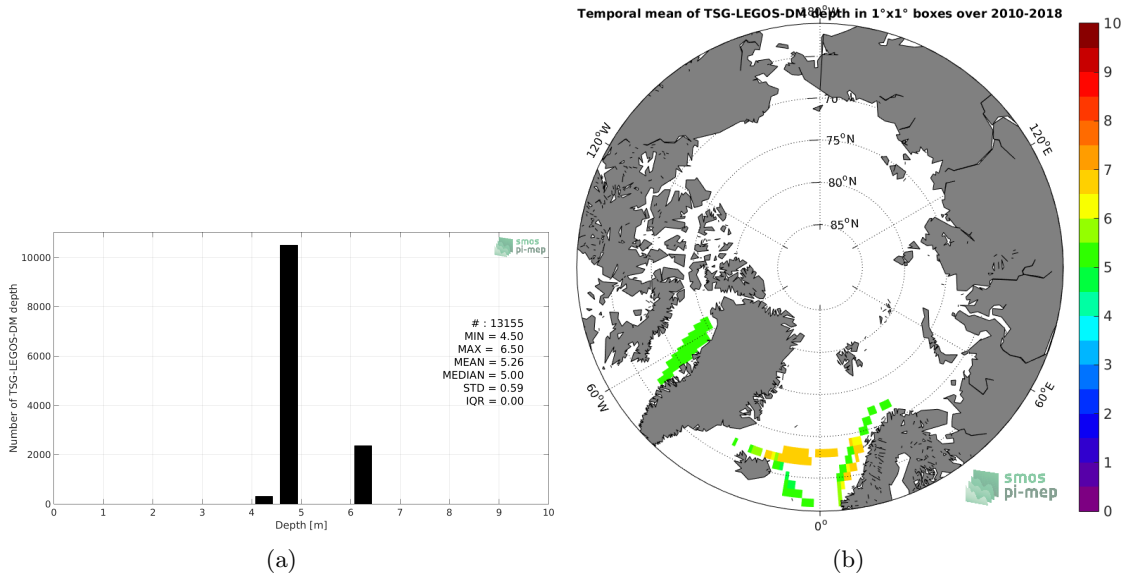 Temporal mean of TSG-LEGOS-DM depth in 1°x1° boxes over 2010-2018
180°W
120°W
120°E
60°W
60°E
0°
70
75°N
80°N
85°N
10
9
8
7
6
5
4
3
2
1
0
smos
pi-mep
Number of TSG-LEGOS-DM depth
10000
8000
6000
4000
2000
0
smos
pi-mep
# : 13155
MIN = 4.50
MAX = 6.50
MEAN = 5.26
MEDIAN = 5.00
STD = 0.59
IQR = 0.00
0 1 2 3 4 5 6 7 8 9 10
Depth [m]
(a)
(b)